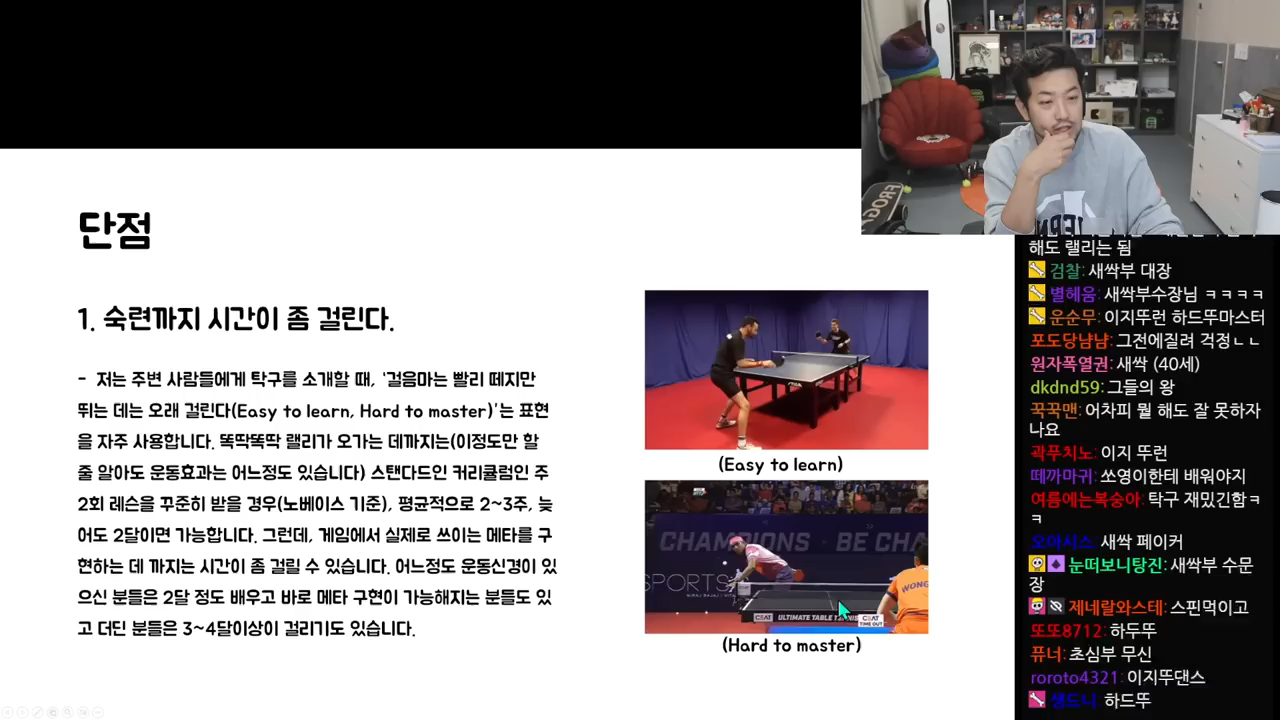 단점
1. 숙련까지 시간이 좀 걸린다.
- 저는 주변 사람들에게 탁구를 소개할 때, '걸음마는 빨리 떼지만
뛰는 데는 오래 걸린다(Easy to learn, Hard to master)'는 표현
을 자주 사용합니다. 똑딱똑딱 랠리가 오가는 데까지는(이정도만 할
줄 알아도 운동효과는 어느정도 있습니다) 스탠다드인 커리큘럼인 주
2회 레슨을 꾸준히 받을 경우(노베이스 기준), 평균적으로 2~3주, 늦
어도 2달이면 가능합니다. 그런데, 게임에서 실제로 쓰이는 메타를 구
현하는 데 까지는 시간이 좀 걸릴 수 있습니다. 어느정도 운동신경이 있
으신 분들은 2달 정도 배우고 바로 메타 구현이 가능해지는 분들도 있
고 더딘 분들은 3~4달이상이 걸리기도 있습니다.
(Easy to learn)
CHAMPIONS · BE CHA
SPORTS
WONG
ULTIMATE TABLE TENNIS
TIME OUT
(Hard to master)
해도 랠리는 됨
검찰: 새싹부 대장
별헤움: 새싹부수장님 ㅋㅋㅋㅋ
운순무: 이지뚜런 하드뚜마스터
포도당냠냠: 그전에질려 걱정ㄴㄴ
원자폭열권: 새싹 (40세)
dkdnd59: 그들의 왕
꾹꾹맨: 어차피 뭘 해도 잘 못하자
나요
곽푸치노: 이지 뚜런
떼까마귀: 쏘영이한테 배워야지
여름에는복숭아: 탁구 재밌긴함ㅋ
ㅋ
오아시스: 새싹 페이커
눈떠보니탕진: 새싹부 수문
장
제네랄와스테: 스핀먹이고
또또8712: 하두뚜
퓨너: 초심부 무신
roroto4321: 이지뚜댄스
생드니: 하드뚜